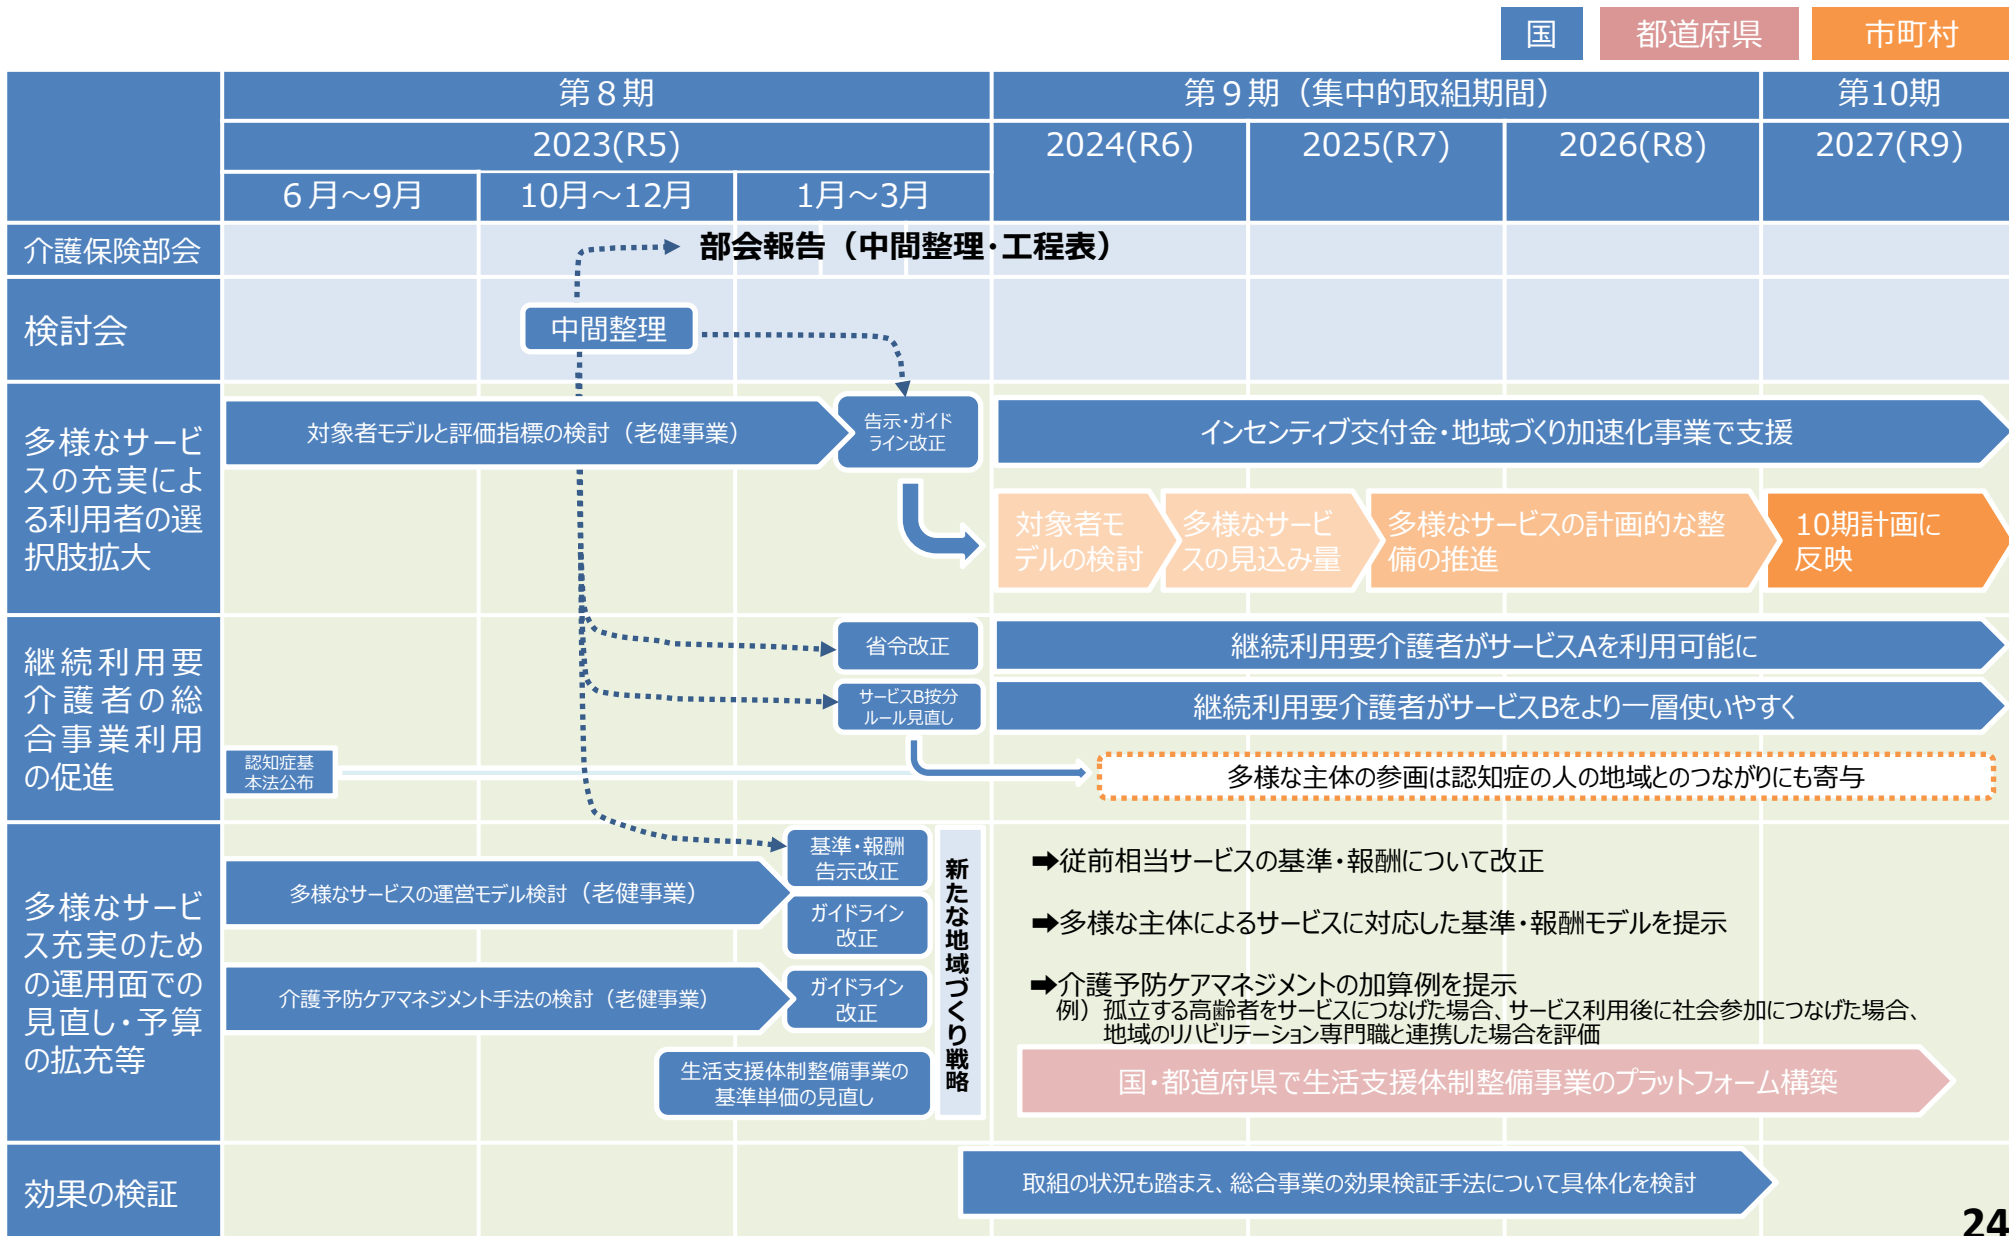 国
都道府県
市町村
第８期
第９期（集中的取組期間）
第10期
2023(R5)
2024(R6)
2025(R7)
2026(R8)
2027(R9)
６月～9月
10月～12月
1月～3月
介護保険部会
部会報告（中間整理・工程表）
検討会
中間整理
多様なサービ
スの充実によ
る利用者の選
択肢拡大
対象者モデルと評価指標の検討（老健事業）
告示・ガイド
ライン改正
インセンティブ交付金・地域づくり加速化事業で支援
対象者モ
デルの検討
多様なサービ
スの見込み量
多様なサービスの計画的な整
備の推進
10期計画に
反映
継続利用要
介護者の総
合事業利用
の促進
省令改正
継続利用要介護者がサービスAを利用可能に
サービスB按分
ルール見直し
継続利用要介護者がサービスBをより一層使いやすく
認知症基
本法公布
多様な主体の参画は認知症の人の地域とのつながりにも寄与
多様なサービ
ス充実のため
の運用面での
見直し・予算
の拡充等
多様なサービスの運営モデル検討（老健事業）
基準・報酬
告示改正
ガイドライン
改正
介護予防ケアマネジメント手法の検討（老健事業）
ガイドライン
改正
生活支援体制整備事業の
基準単価の見直し
新たな地域づくり戦略
➡従前相当サービスの基準・報酬について改正
➡多様な主体によるサービスに対応した基準・報酬モデルを提示
➡介護予防ケアマネジメントの加算例を提示
例）孤立する高齢者をサービスにつなげた場合、サービス利用後に社会参加につなげた場合、
地域のリハビリテーション専門職と連携した場合を評価
国・都道府県で生活支援体制整備事業のプラットフォーム構築
効果の検証
取組の状況も踏まえ、総合事業の効果検証手法について具体化を検討
24